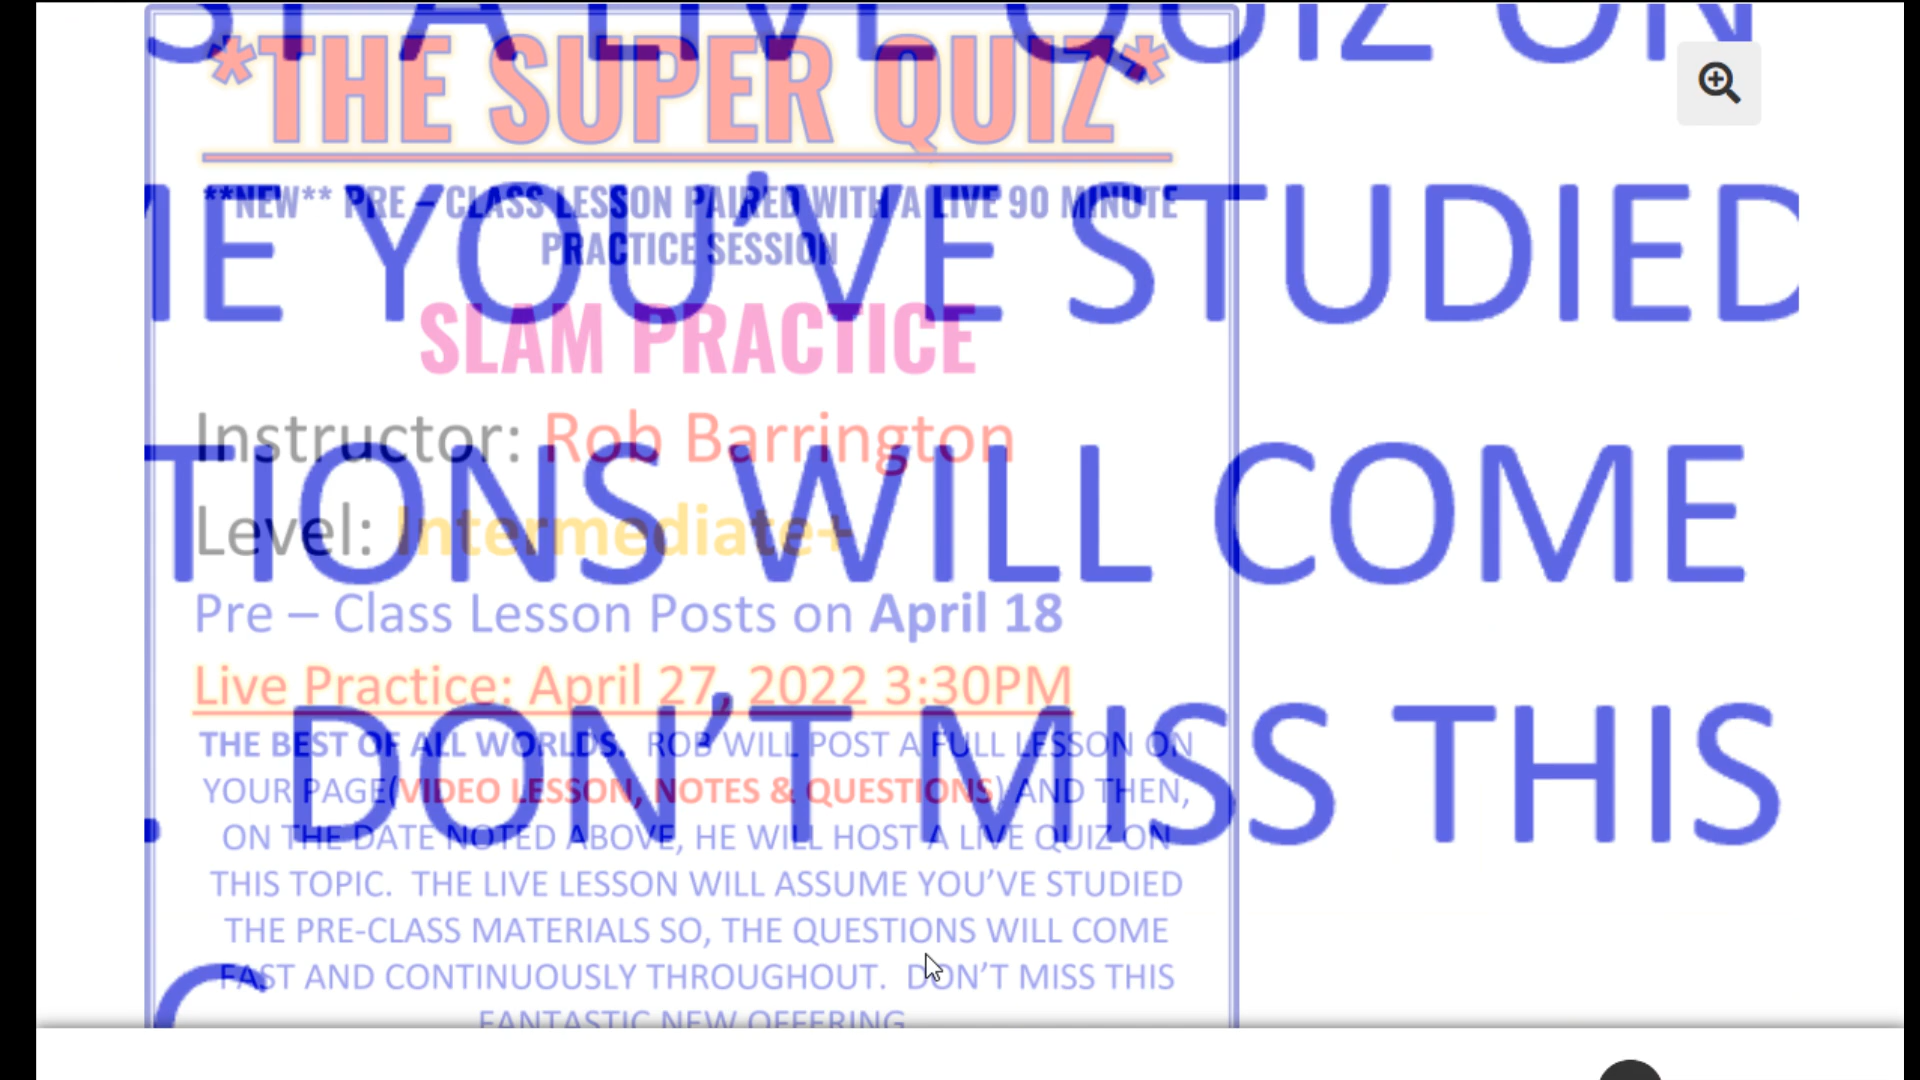 *THE SUPER QUIZ*
**NEW** PRE – CLASS LESSON PAIRED WITH A LIVE 90 MINUTE
PRACTICE SESSION
SLAM PRACTICE
Instructor: Rob Barrington
Level: Intermediate+
Pre – Class Lesson Posts on April 18
Live Practice: April 27, 2022 3:30PM
THE BEST OF ALL WORLDS. ROB WILL POST A FULL LESSON ON
YOUR PAGE(VIDEO LESSON, NOTES & QUESTIONS) AND THEN,
ON THE DATE NOTED ABOVE, HE WILL HOST A LIVE QUIZ ON
THIS TOPIC. THE LIVE LESSON WILL ASSUME YOU’VE STUDIED
THE PRE-CLASS MATERIALS SO, THE QUESTIONS WILL COME
FAST AND CONTINUOUSLY THROUGHOUT. DON’T MISS THIS
FANTASTIC NEW OFFERING
ST A LIVE QUIZ ON
ME YOU’VE STUDIED
TIONS WILL COME
. DON’T MISS THIS